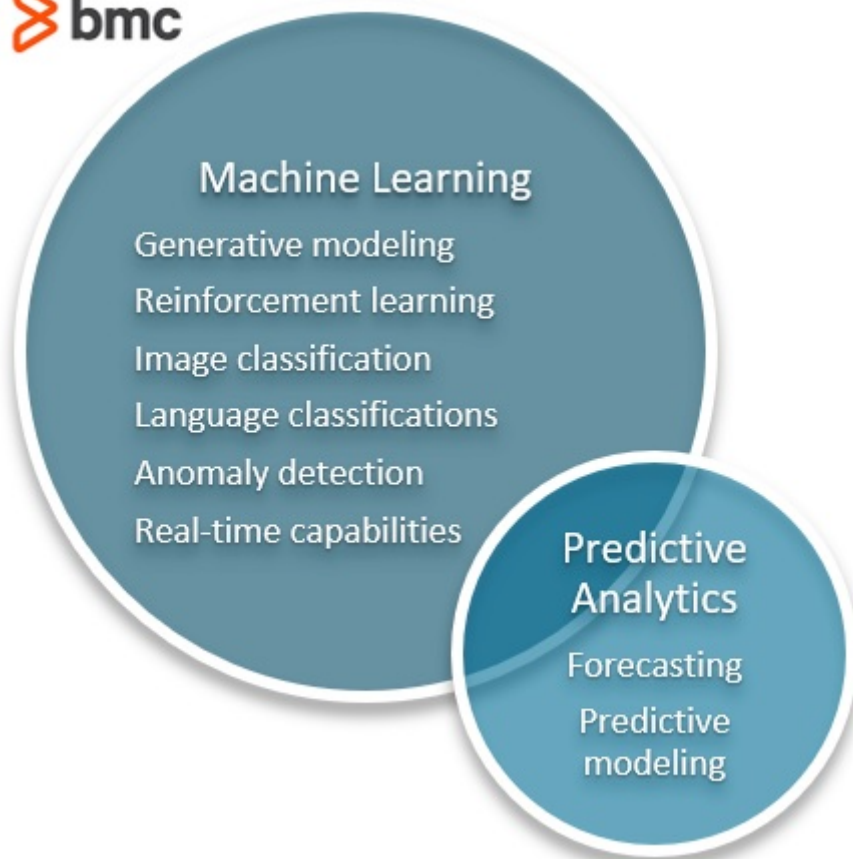 bmc
Machine Learning
Generative modeling
Reinforcement learning
Image classification
Language classifications
Anomaly detection
Real-time capabilities
Predictive
Analytics
Forecasting
Predictive
modeling